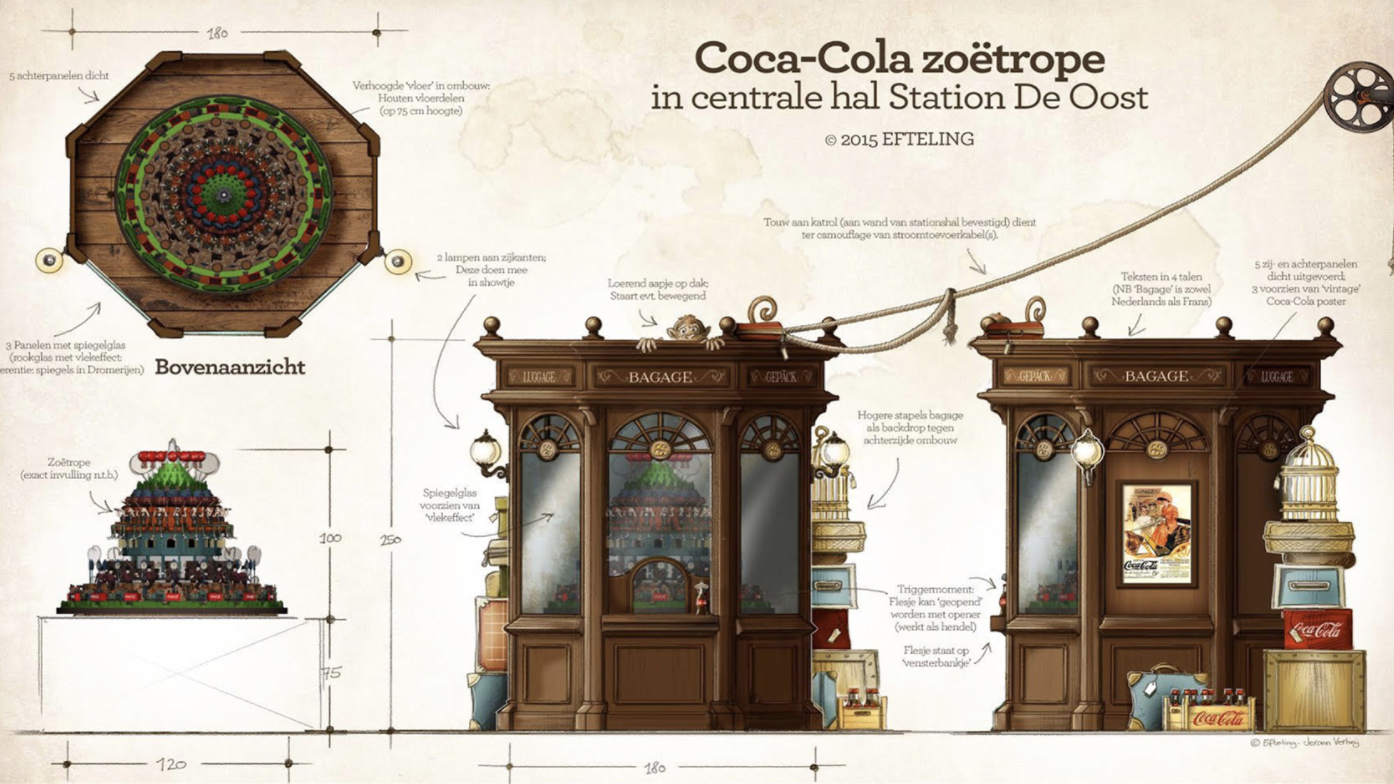 Coca-Cola zoëtrope
in centrale hal Station De Oost
© 2015 EFTELING
180
5 achterpanelen dicht
Verhoogde 'vloer' in ombouw:
Houten vloerdelen
(op 75 cm hoogte)
2 lampen aan zijkanten;
Deze doen mee
in showtje
3 Panelen met spiegelglas
(rookglas met vlekeffect:
erentie: spiegels in Dromerijen)
Bovenaanzicht
Zoëtrope
(exact invulling n.t.b.)
100
75
250
120
Touw aan katrol (aan wand van stationshal bevestigd) dient
ter camouflage van stroomtoevoerkabel(s).
Loerend aapje op dak:
Staart evt. bewegend
Teksten in 4 talen
(NB 'Bagage' is zowel
Nederlands als Frans)
5 zij- en achterpanelen
dicht uitgevoerd;
3 voorzien van 'vintage'
Coca-Cola poster
LUGGAGE
BAGAGE
GEPÄCK
GEPÄCK
BAGAGE
LUGGAGE
Hogere stapels bagage
als backdrop tegen
achterzijde ombouw
Spiegelglas
voorzien van
'vlekeffect'
Triggermoment:
Flesje kan 'geopend'
worden met opener
(werkt als hendel)
Flesje staat op
'vensterbankje'
Coca-Cola
Coca-Cola
Coca-Cola
180
© Efteling - Jeroen Verheij